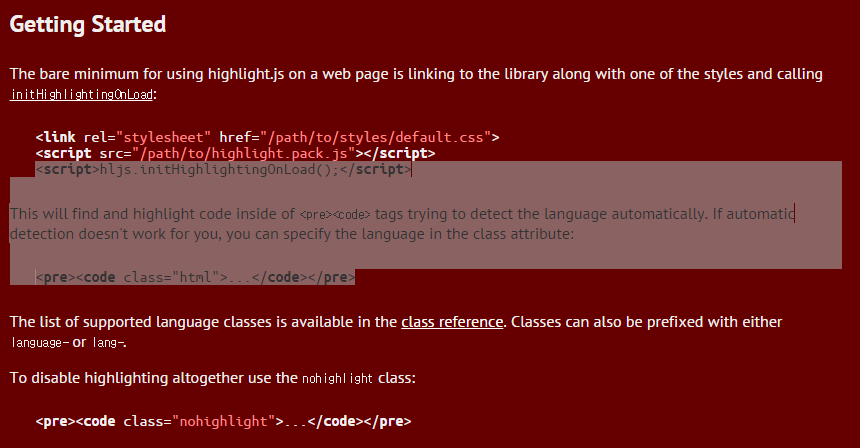 Getting Started
The bare minimum for using highlight.js on a web page is linking to the library along with one of the styles and calling
initHighlightingOnLoad:
<link rel="stylesheet" href="/path/to/styles/default.css">
<script src="/path/to/highlight.pack.js"></script>
<script>hljs.initHighlightingOnLoad();</script>
This will find and highlight code inside of <pre><code> tags trying to detect the language automatically. If automatic
detection doesn't work for you, you can specify the language in the class attribute:
<pre><code class="html">...</code></pre>
The list of supported language classes is available in the class reference. Classes can also be prefixed with either
language- or lang-.
To disable highlighting altogether use the nohighlight class:
<pre><code class="nohighlight">...</code></pre>